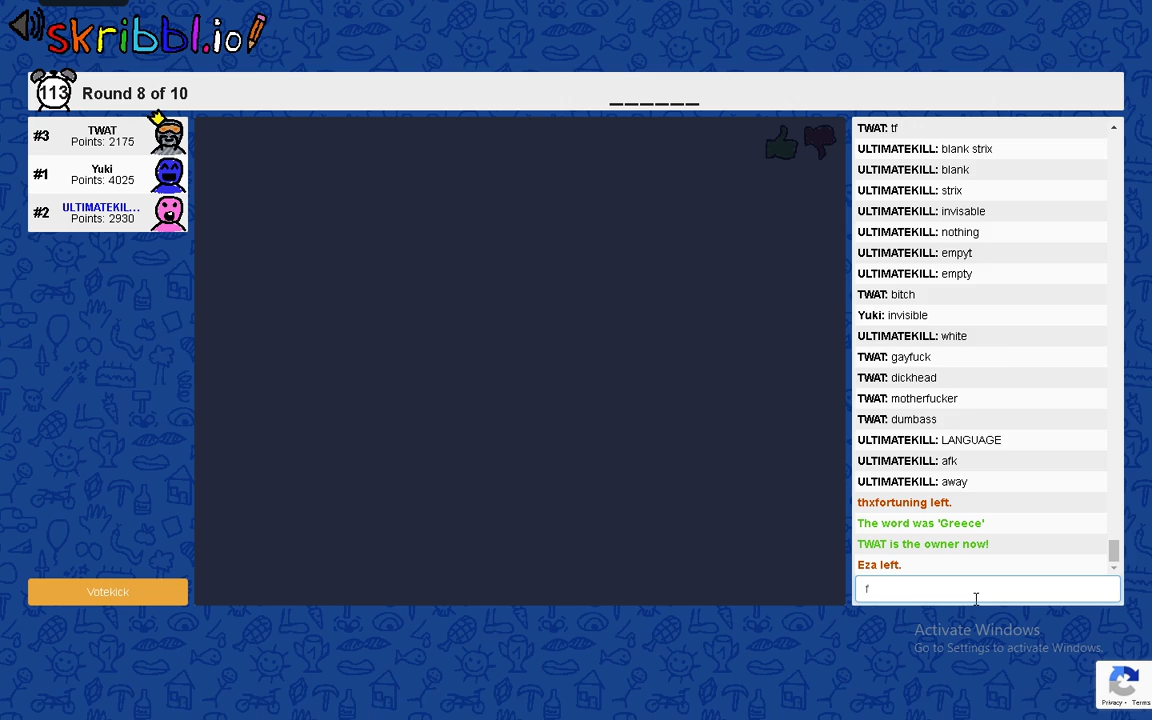 skribbl.io
113 Round 8 of 10
______
#3 TWAT
Points: 2175
#1 Yuki
Points: 4025
#2 ULTIMATEKIL...
Points: 2930
Votekick
TWAT: tf
ULTIMATEKILL: blank strix
ULTIMATEKILL: blank
ULTIMATEKILL: strix
ULTIMATEKILL: invisable
ULTIMATEKILL: nothing
ULTIMATEKILL: empyt
ULTIMATEKILL: empty
TWAT: bitch
Yuki: invisible
ULTIMATEKILL: white
TWAT: gayfuck
TWAT: dickhead
TWAT: motherfucker
TWAT: dumbass
ULTIMATEKILL: LANGUAGE
ULTIMATEKILL: afk
ULTIMATEKILL: away
thxfortuning left.
The word was 'Greece'
TWAT is the owner now!
Eza left.
f
Activate Windows
Go to Settings to activate Windows.
Privacy - Terms